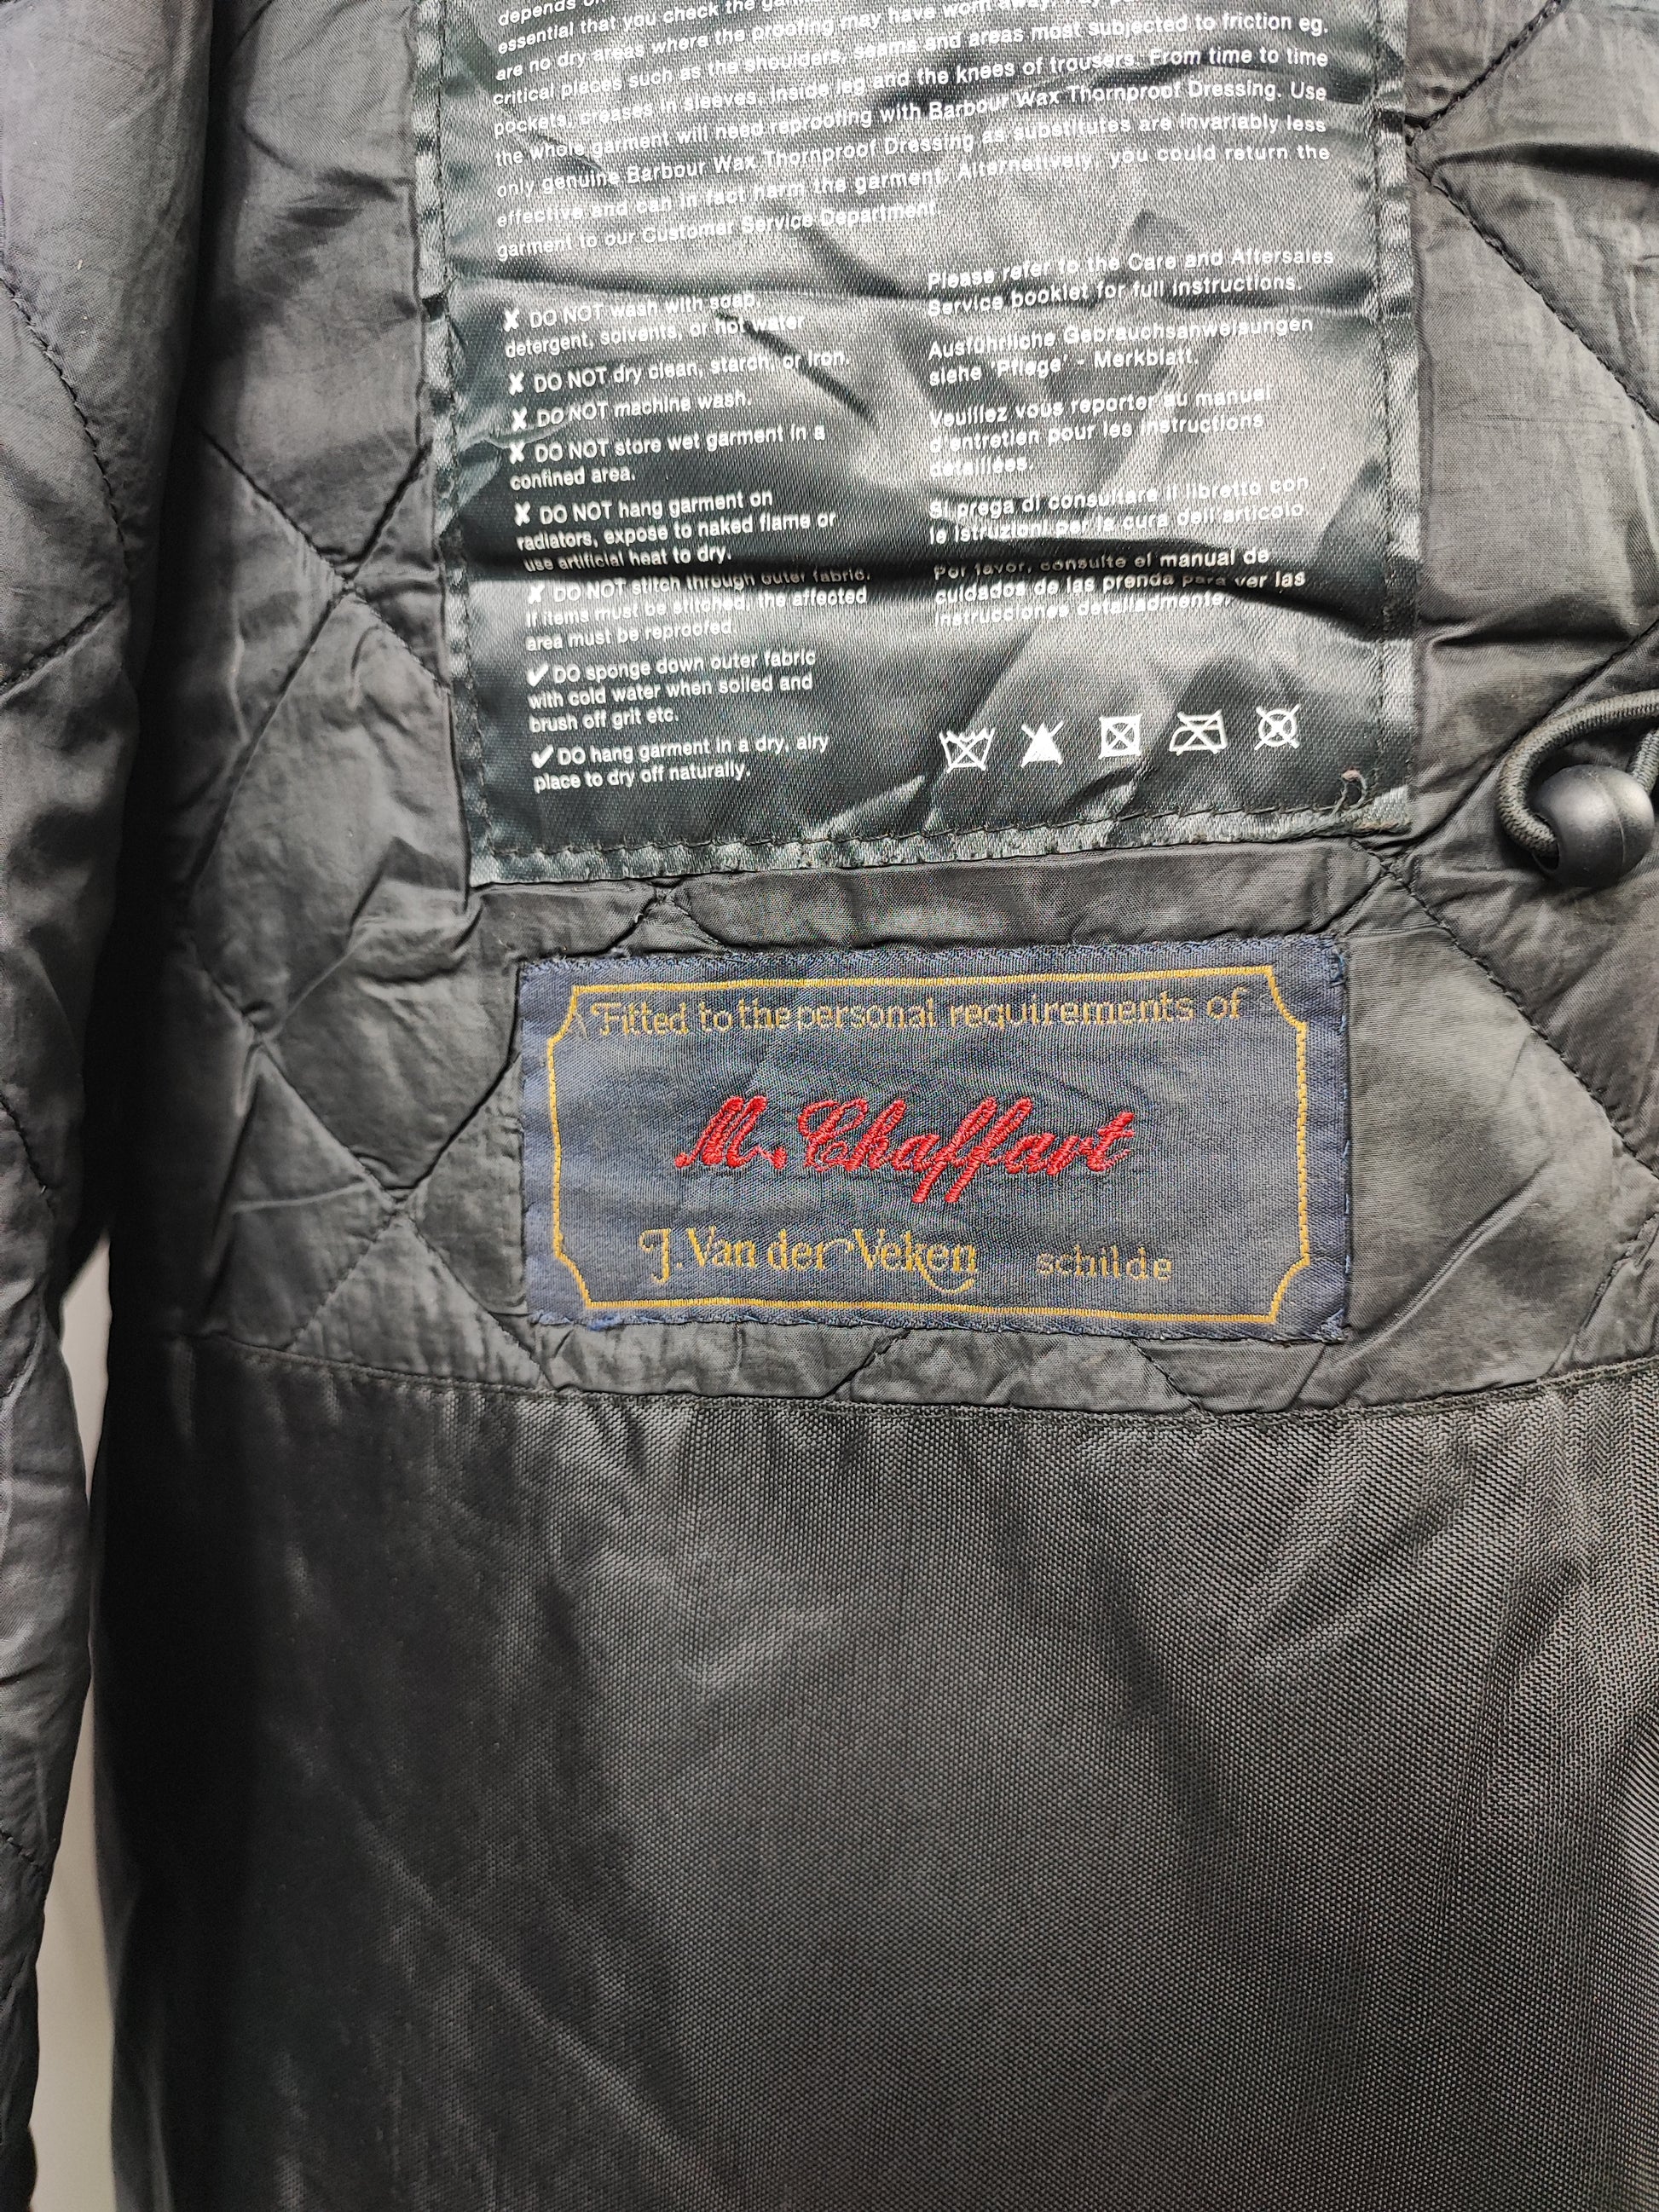 depends
essential that you check the
are no dry areas where the proofing may have worn away.
critical places such as the shoulders, seams and areas most subjected to friction eg.
pockets, creases in sleeves, inside leg and the knees of trousers. From time to time
the whole garment will need reproofing with Barbour Wax Thornproof Dressing. Use
only genuine Barbour Wax Thornproof Dressing as substitutes are invariably less
effective and can in fact harm the garment. Alternatively, you could return the
garment to our Customer Service Department.
✘ DO NOT wash with soap,
detergent, solvents, or hot water
✘ DO NOT dry clean, starch, or iron.
✘ DO NOT machine wash.
✘ DO NOT store wet garment in a
confined area.
✘ DO NOT hang garment on
radiators, expose to naked flame or
use artificial heat to dry.
✘ DO NOT stitch through outer fabric.
If items must be stitched, the affected
area must be reproofed
✔ DO sponge down outer fabric
with cold water when soiled and
brush off grit etc.
✔ DO hang garment in a dry, airy
place to dry off naturally.
Please refer to the Care and Aftersales
Service booklet for full instructions.
Ausführliche Gebrauchsanweisungen
siehe 'Pflege' - Merkblatt.
Veuillez vous reporter au manuel
d'entretien pour les instructions
détaillées.
Si prega di consultare il libretto con
le istruzioni per la cura dell'articolo.
Por favor, consulte el manual de
cuidados de las prenda para ver las
instrucciones detalladmente.
Fitted to the personal requirements of
M. Chaffart
J. Van der Veken schilde